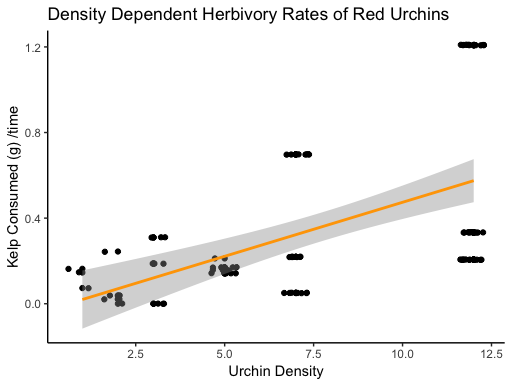 Density Dependent Herbivory Rates of Red Urchins
Kelp Consumed (g) /time
1.2
0.8
0.4
0.0
2.5 5.0 7.5 10.0 12.5
Urchin Density